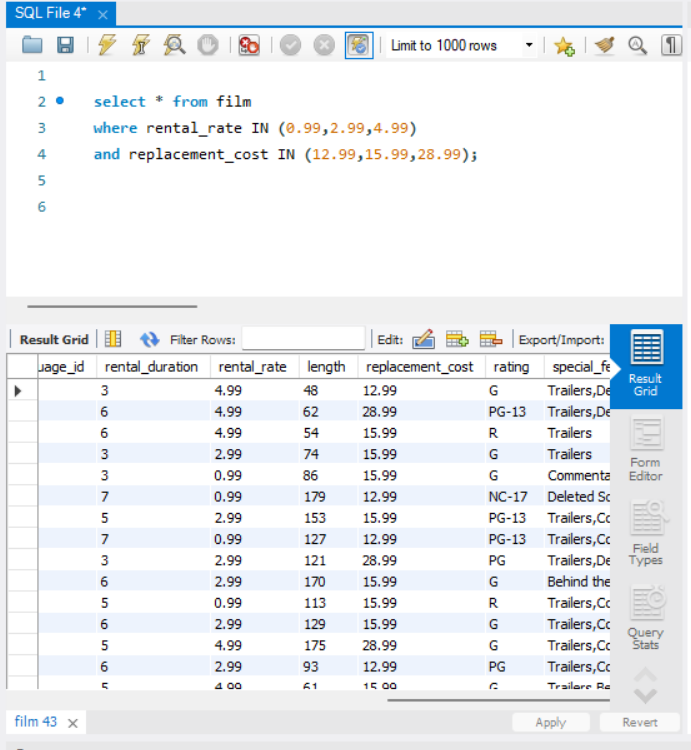 SQL File 4*
Limit to 1000 rows
1
2 select * from film
3 where rental_rate IN (0.99,2.99,4.99)
4 and replacement_cost IN (12.99,15.99,28.99);
5
6
Result Grid Filter Rows: Edit: Export/Import:
uage_id rental_duration rental_rate length replacement_cost rating special_fe
3 4.99 48 12.99 G Trailers,De
6 4.99 62 28.99 PG-13 Trailers,De
6 4.99 54 15.99 R Trailers
3 2.99 74 15.99 G Trailers
3 0.99 86 15.99 G Commenta
7 0.99 179 12.99 NC-17 Deleted Sc
5 2.99 153 15.99 PG-13 Trailers,Co
7 0.99 127 12.99 PG-13 Trailers,Co
3 2.99 121 28.99 PG Trailers,De
6 2.99 170 15.99 G Behind the
5 0.99 113 15.99 R Trailers,Co
6 2.99 129 15.99 G Trailers,Co
5 4.99 175 28.99 G Trailers,Co
6 2.99 93 12.99 PG Trailers,Co
5 4.99 61 15.99 G Trailers,Be
Result
Grid
Form
Editor
Field
Types
Query
Stats
film 43
Apply Revert